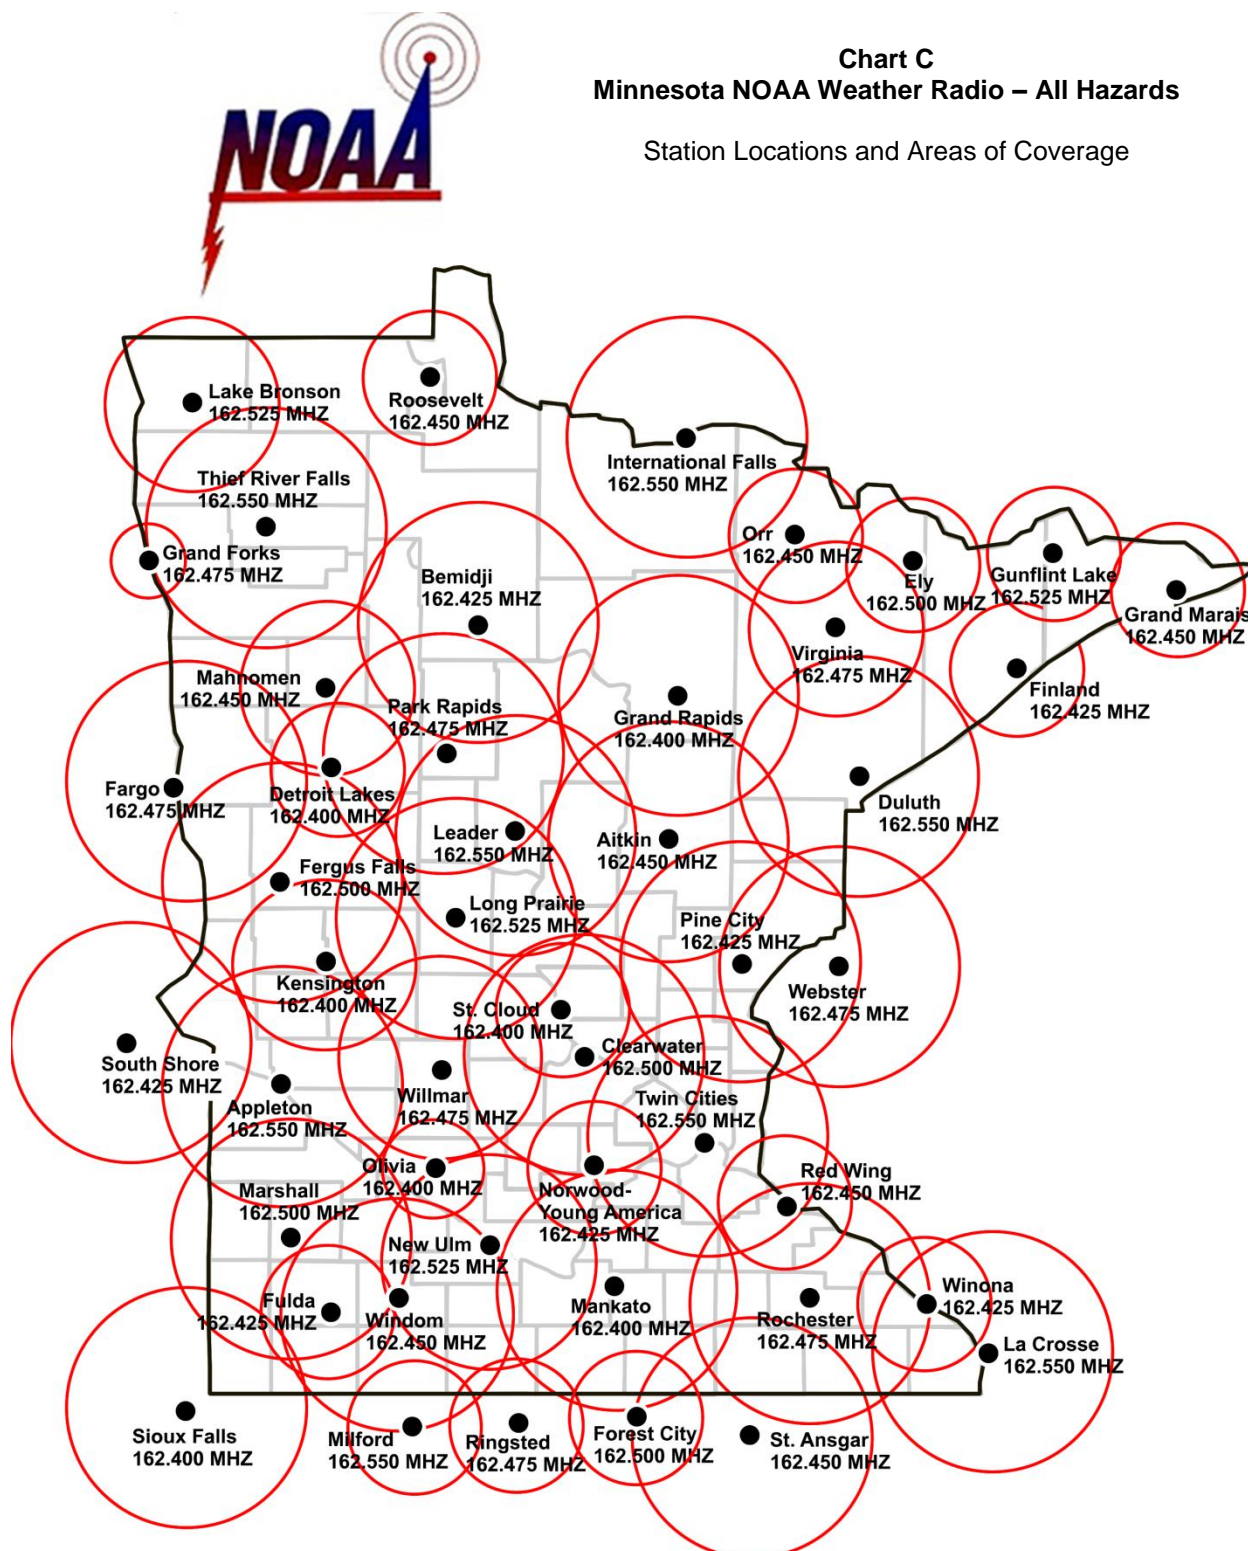 Chart C
Minnesota NOAA Weather Radio – All Hazards
Station Locations and Areas of Coverage
NOAA
Lake Bronson
162.525 MHZ
Roosevelt
162.450 MHZ
International Falls
162.550 MHZ
Thief River Falls
162.550 MHZ
Grand Forks
162.475 MHZ
Orr
162.450 MHZ
Ely
162.500 MHZ
Gunflint Lake
162.525 MHZ
Grand Marais
162.450 MHZ
Bemidji
162.425 MHZ
Virginia
162.475 MHZ
Finland
162.425 MHZ
Mahnomen
162.450 MHZ
Park Rapids
162.475 MHZ
Grand Rapids
162.400 MHZ
Fargo
162.475 MHZ
Detroit Lakes
162.400 MHZ
Duluth
162.550 MHZ
Leader
162.550 MHZ
Aitkin
162.450 MHZ
Fergus Falls
162.500 MHZ
Long Prairie
162.525 MHZ
Pine City
162.425 MHZ
Kensington
162.400 MHZ
Webster
162.475 MHZ
St. Cloud
162.400 MHZ
South Shore
162.425 MHZ
Clearwater
162.500 MHZ
Appleton
162.550 MHZ
Willmar
162.475 MHZ
Twin Cities
162.550 MHZ
Olivia
162.400 MHZ
Marshall
162.500 MHZ
Norwood-
Young America
162.425 MHZ
Red Wing
162.450 MHZ
New Ulm
162.525 MHZ
Fulda
162.425 MHZ
Windom
162.450 MHZ
Mankato
162.400 MHZ
Rochester
162.475 MHZ
Winona
162.425 MHZ
La Crosse
162.550 MHZ
Sioux Falls
162.400 MHZ
Milford
162.550 MHZ
Ringsted
162.475 MHZ
Forest City
162.500 MHZ
St. Ansgar
162.450 MHZ